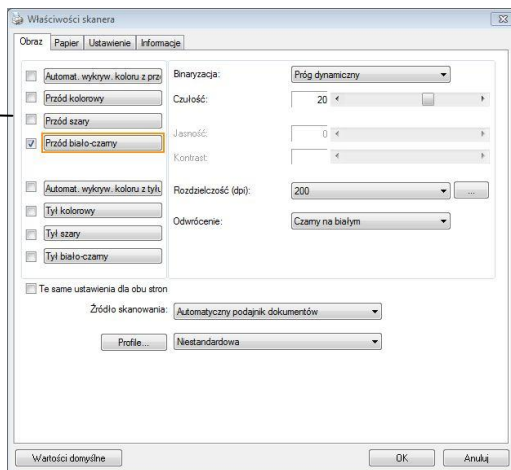 Właściwości skanera
Obraz Papier Ustawienie Informacje
Automat. wykryw. koloru z prze
Przód kolorowy
Przód szary
Przód biało-czarny
Automat. wykryw. koloru z tyłu
Tył kolorowy
Tył szary
Tył biało-czarny
Binaryzacja: Próg dynamiczny
Czułość: 20
Jasność: 0
Kontrast:
Rozdzielczość (dpi): 200 ...
Odwrócenie: Czarny na białym
Te same ustawienia dla obu stron
Źródło skanowania: Automatyczny podajnik dokumentów
Profile... Niestandardowa
Wartości domyślne OK Anuluj